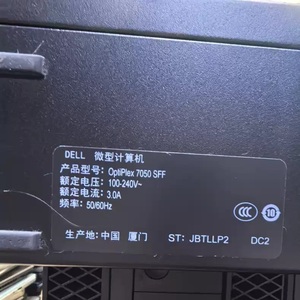 DELL 微型计算机
产品型号: OptiPlex 7050 SFF
额定电压: 100-240V~
额定电流: 3.0A
频率: 50/60Hz
生产地: 中国 厦门 ST: JBTLLP2 DC2